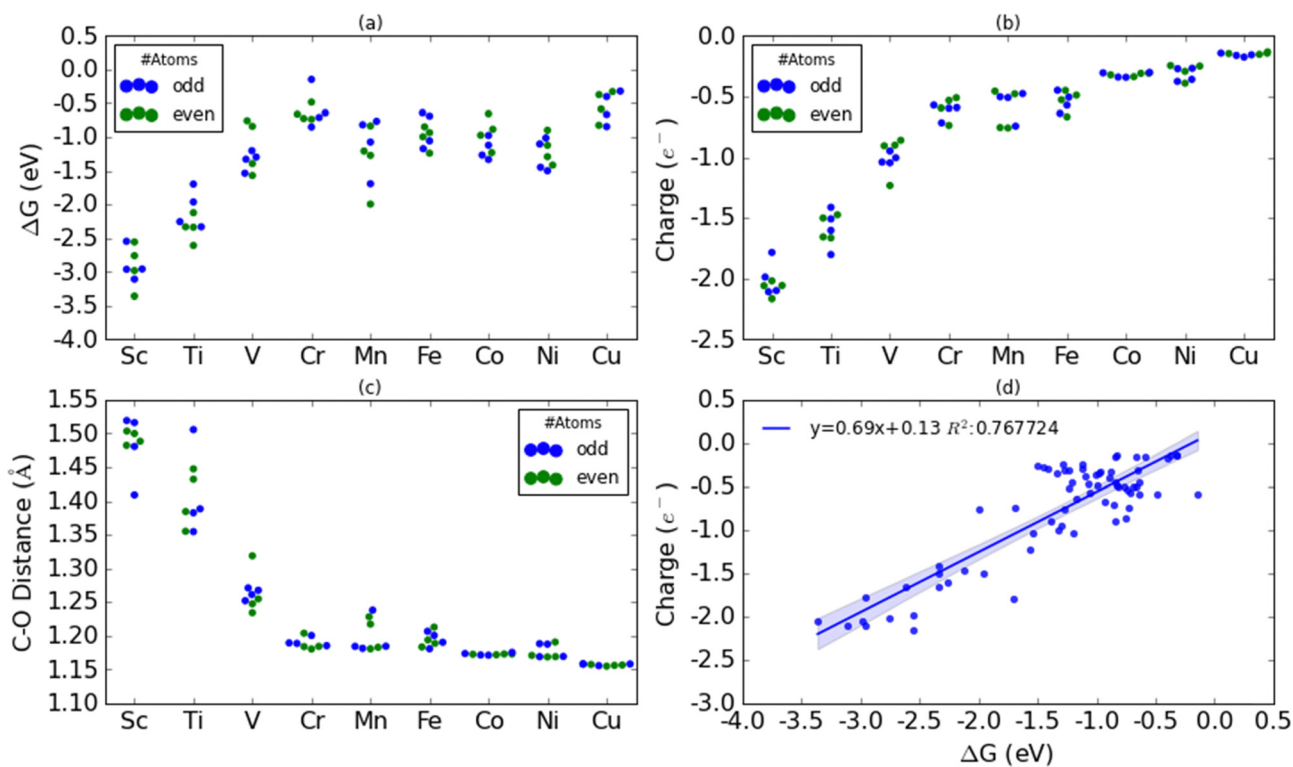 (a)
0.5
0.0
-0.5
-1.0
-1.5
-2.0
-2.5
-3.0
-3.5
-4.0
ΔG (eV)
#Atoms
odd
even
Sc Ti V Cr Mn Fe Co Ni Cu
(b)
0.0
-0.5
-1.0
-1.5
-2.0
-2.5
Charge (e⁻)
#Atoms
odd
even
Sc Ti V Cr Mn Fe Co Ni Cu
(c)
1.55
1.50
1.45
1.40
1.35
1.30
1.25
1.20
1.15
1.10
C-O Distance (Å)
#Atoms
odd
even
Sc Ti V Cr Mn Fe Co Ni Cu
(d)
0.5
0.0
-0.5
-1.0
-1.5
-2.0
-2.5
-3.0
Charge (e⁻)
y=0.69x+0.13 R²:0.767724
-4.0 -3.5 -3.0 -2.5 -2.0 -1.5 -1.0 -0.5 0.0 0.5
ΔG (eV)